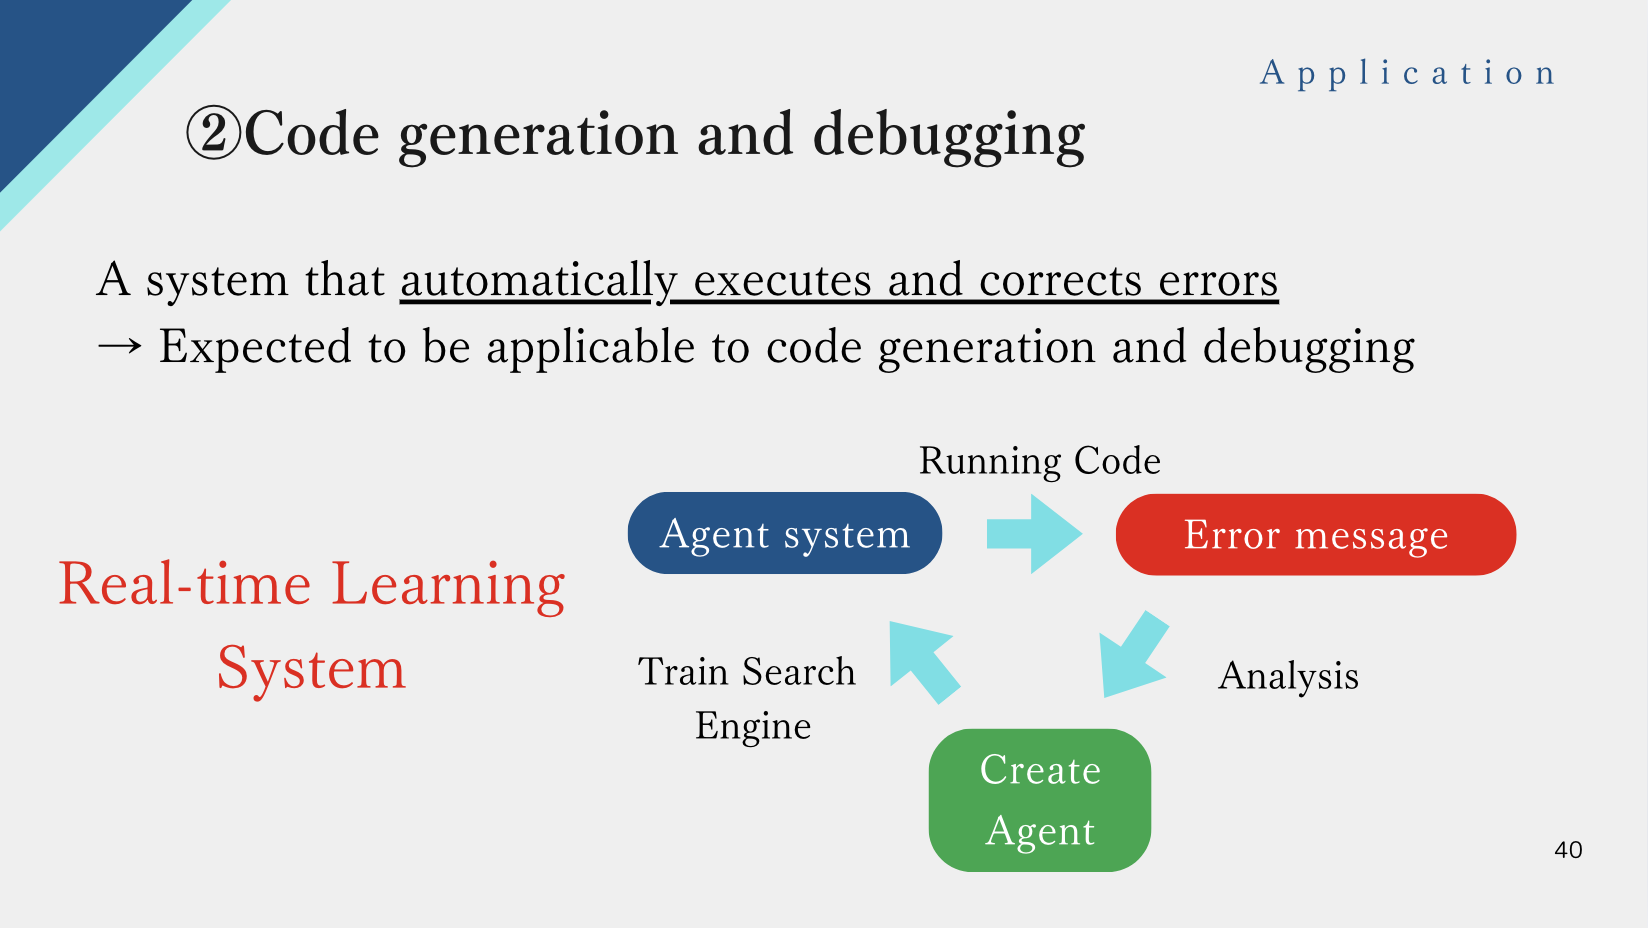 Application
②Code generation and debugging
A system that automatically executes and corrects errors
→ Expected to be applicable to code generation and debugging
Running Code
Agent system
Error message
Real-time Learning
System
Train Search
Engine
Analysis
Create
Agent
40